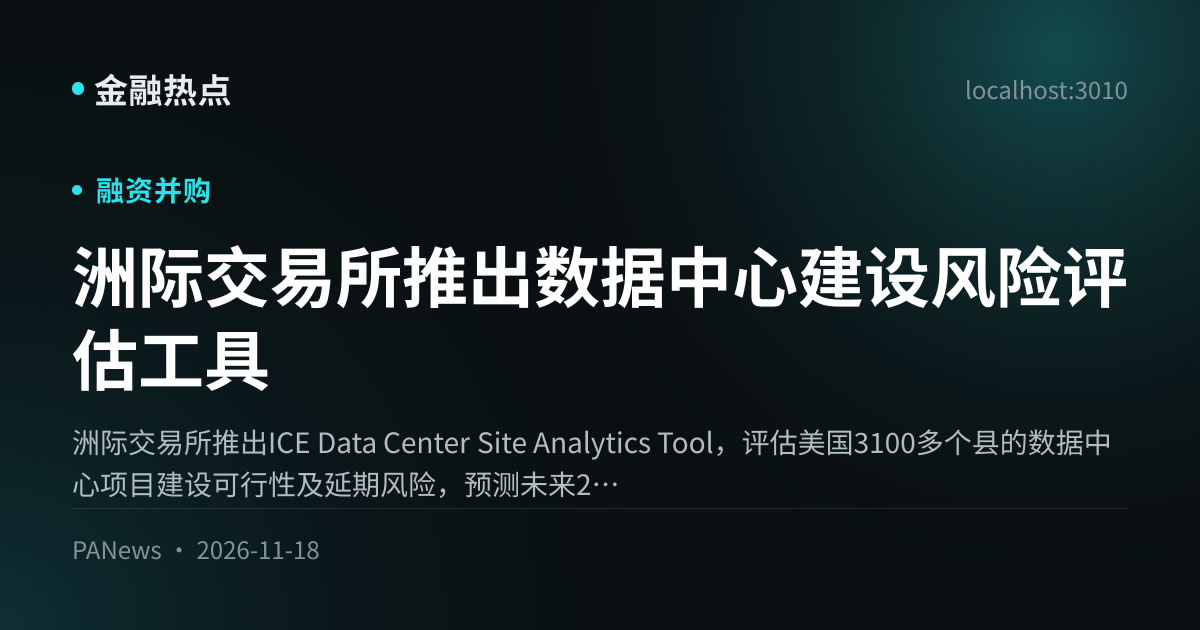 金融热点
localhost:3010
融资并购
洲际交易所推出数据中心建设风险评
估工具
洲际交易所推出ICE Data Center Site Analytics Tool，评估美国3100多个县的数据中
心项目建设可行性及延期风险，预测未来2…
PANews • 2026-11-18